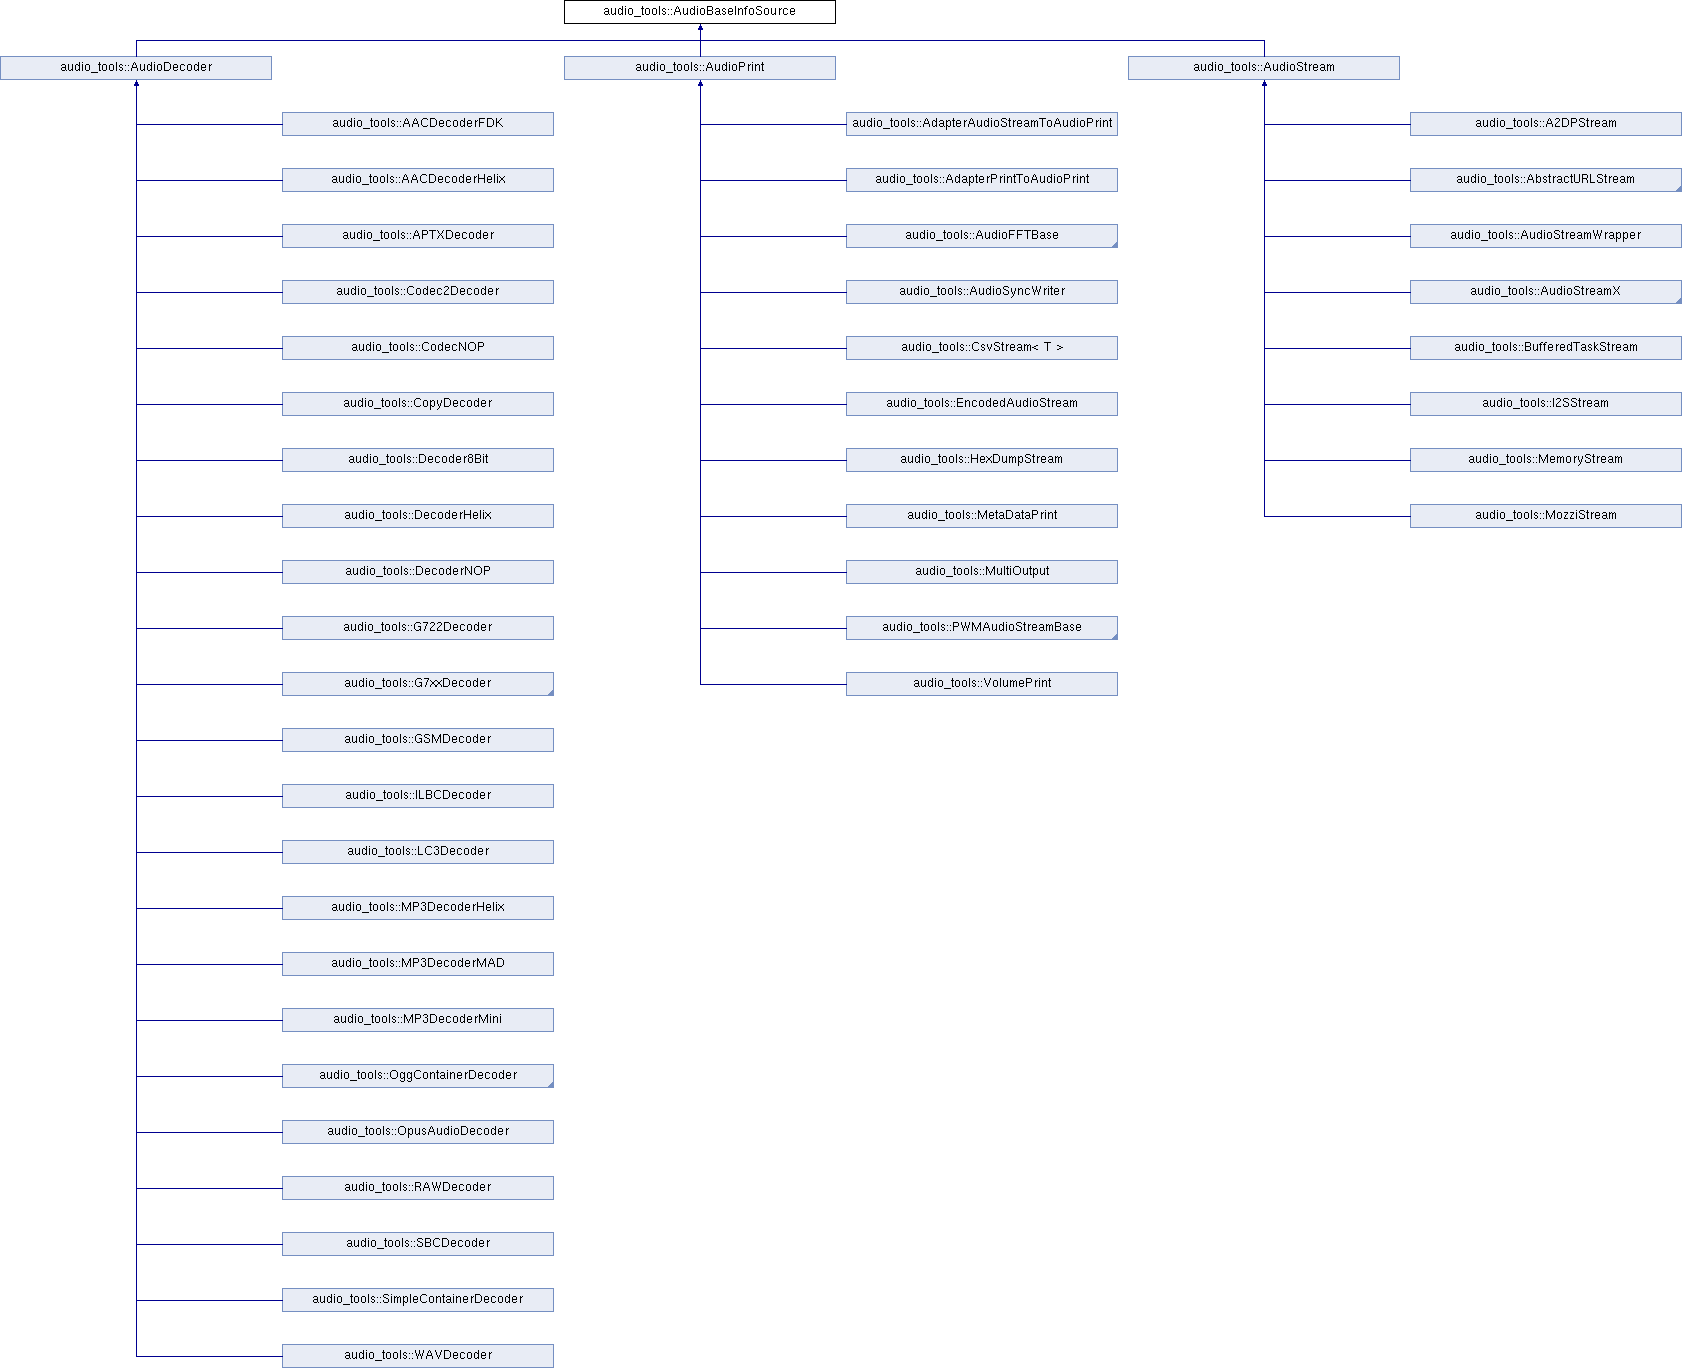 audio_tools::AudioBaseInfoSource
audio_tools::AudioDecoder
audio_tools::AudioPrint
audio_tools::AudioStream
audio_tools::AACDecoderFDK
audio_tools::AdapterAudioStreamToAudioPrint
audio_tools::A2DPStream
audio_tools::AACDecoderHelix
audio_tools::AdapterPrintToAudioPrint
audio_tools::AbstractURLStream
audio_tools::APTXDecoder
audio_tools::AudioFFTBase
audio_tools::AudioStreamWrapper
audio_tools::Codec2Decoder
audio_tools::AudioSyncWriter
audio_tools::AudioStreamX
audio_tools::CodecNOP
audio_tools::CsvStream< T >
audio_tools::BufferedTaskStream
audio_tools::CopyDecoder
audio_tools::EncodedAudioStream
audio_tools::I2SStream
audio_tools::Decoder8Bit
audio_tools::HexDumpStream
audio_tools::MemoryStream
audio_tools::DecoderHelix
audio_tools::MetaDataPrint
audio_tools::MozziStream
audio_tools::DecoderNOP
audio_tools::MultiOutput
audio_tools::G722Decoder
audio_tools::PWMAudioStreamBase
audio_tools::G7xxDecoder
audio_tools::VolumePrint
audio_tools::GSMDecoder
audio_tools::ILBCDecoder
audio_tools::LC3Decoder
audio_tools::MP3DecoderHelix
audio_tools::MP3DecoderMAD
audio_tools::MP3DecoderMini
audio_tools::OggContainerDecoder
audio_tools::OpusAudioDecoder
audio_tools::RAWDecoder
audio_tools::SBCDecoder
audio_tools::SimpleContainerDecoder
audio_tools::WAVDecoder